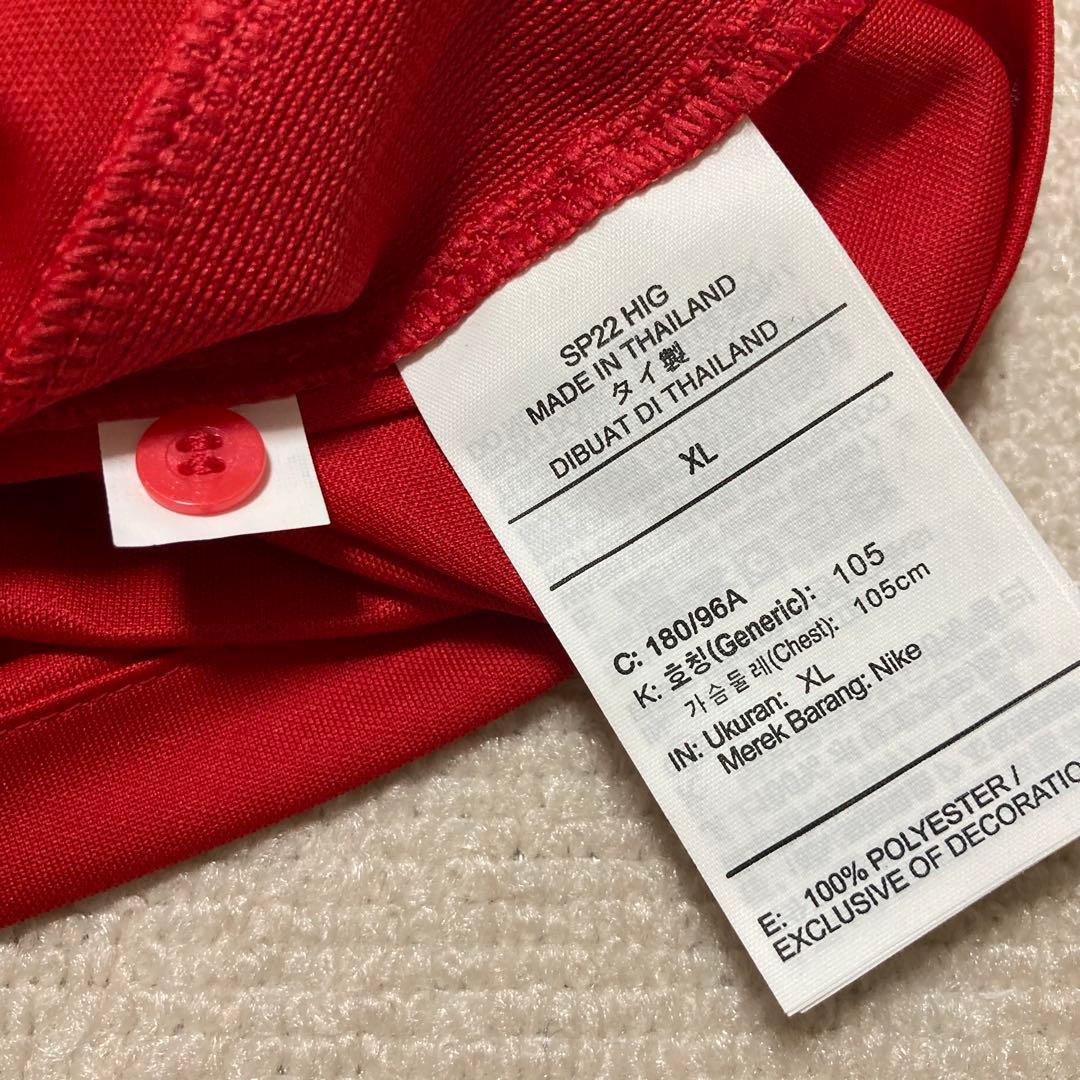 SP22 HIG
MADE IN THAILAND
タイ製
DIBUAT DI THAILAND
XL
C: 180/96A
K: 호칭(Generic): 105
가슴둘레(Chest): 105cm
IN: Ukuran: XL
Merek Barang: Nike
E: 100% POLYESTER /
EXCLUSIVE OF DECORATIO